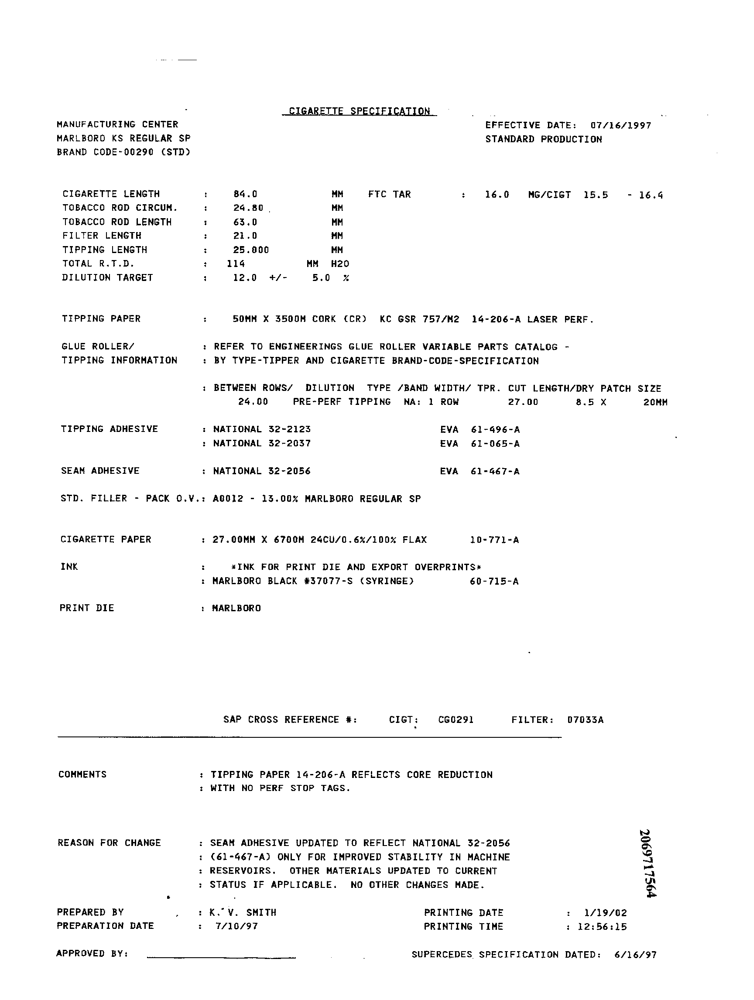 CIGARETTE SPECIFICATION
MANUFACTURING CENTER EFFECTIVE DATE: 07/16/1997
MARLBORO KS REGULAR SP STANDARD PRODUCTION
BRAND CODE-00290 (STD)
CIGARETTE LENGTH : 84.0 MM FTC TAR : 16.0 MG/CIGT 15.5 - 16.4
TOBACCO ROD CIRCUM. : 24.80 MM
TOBACCO ROD LENGTH : 63.0 MM
FILTER LENGTH : 21.0 MM
TIPPING LENGTH : 25.000 MM
TOTAL R.T.D. : 114 MM H2O
DILUTION TARGET : 12.0 +/- 5.0 %
TIPPING PAPER : 50MM X 3500M CORK (CR) KC GSR 757/M2 14-206-A LASER PERF.
GLUE ROLLER/ : REFER TO ENGINEERINGS GLUE ROLLER VARIABLE PARTS CATALOG -
TIPPING INFORMATION : BY TYPE-TIPPER AND CIGARETTE BRAND-CODE-SPECIFICATION
: BETWEEN ROWS/ DILUTION TYPE /BAND WIDTH/ TPR. CUT LENGTH/DRY PATCH SIZE
24.00 PRE-PERF TIPPING NA: 1 ROW 27.00 8.5 X 20MM
TIPPING ADHESIVE : NATIONAL 32-2123 EVA 61-496-A
: NATIONAL 32-2037 EVA 61-065-A
SEAM ADHESIVE : NATIONAL 32-2056 EVA 61-467-A
STD. FILLER - PACK O.V.: A0012 - 13.00% MARLBORO REGULAR SP
CIGARETTE PAPER : 27.00MM X 6700M 24CU/0.6%/100% FLAX 10-771-A
INK : *INK FOR PRINT DIE AND EXPORT OVERPRINTS*
: MARLBORO BLACK #37077-S (SYRINGE) 60-715-A
PRINT DIE : MARLBORO
SAP CROSS REFERENCE #: CIGT: CG0291 FILTER: D7033A
COMMENTS : TIPPING PAPER 14-206-A REFLECTS CORE REDUCTION
: WITH NO PERF STOP TAGS.
REASON FOR CHANGE : SEAM ADHESIVE UPDATED TO REFLECT NATIONAL 32-2056
: (61-467-A) ONLY FOR IMPROVED STABILITY IN MACHINE
: RESERVOIRS. OTHER MATERIALS UPDATED TO CURRENT
: STATUS IF APPLICABLE. NO OTHER CHANGES MADE.
2069717564
PREPARED BY : K. V. SMITH PRINTING DATE : 1/19/02
PREPARATION DATE : 7/10/97 PRINTING TIME : 12:56:15
APPROVED BY: SUPERCEDES SPECIFICATION DATED: 6/16/97